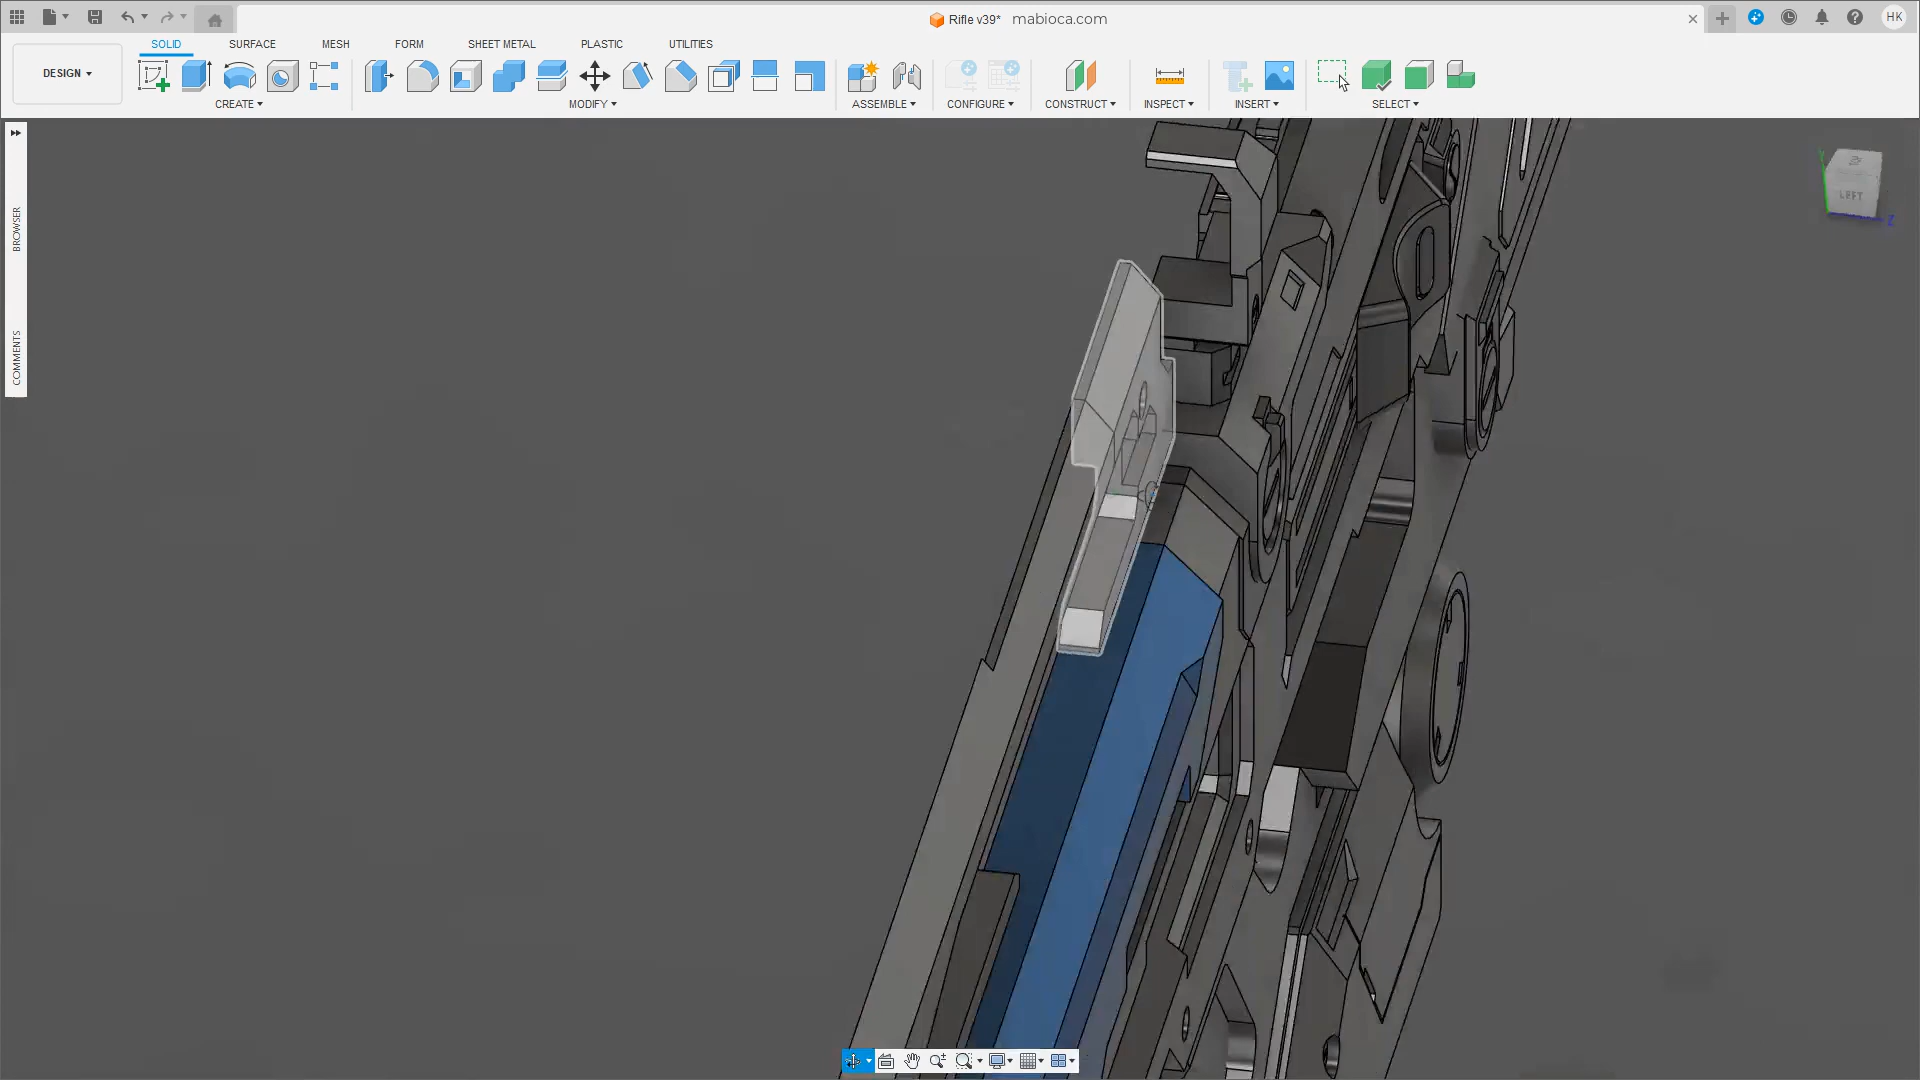 Rifle v39* mabioca.com
HK
SOLID SURFACE MESH FORM SHEET METAL PLASTIC UTILITIES
DESIGN
CREATE MODIFY ASSEMBLE CONFIGURE CONSTRUCT INSPECT INSERT SELECT
BROWSER
COMMENTS
LEFT
Z